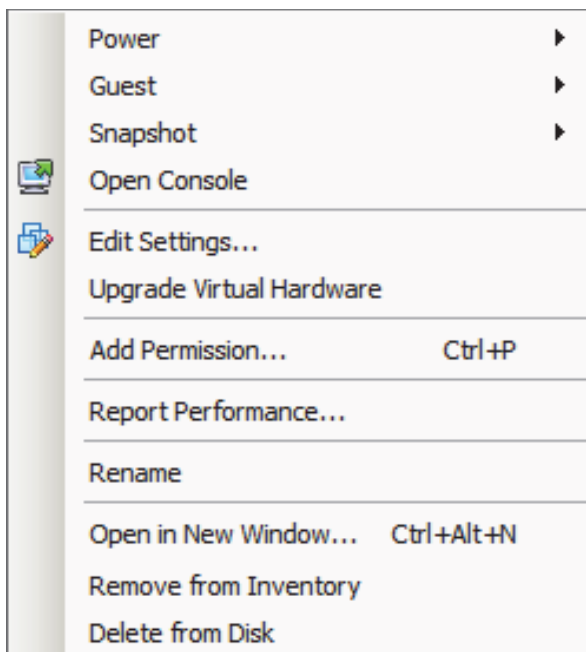 Power
Guest
Snapshot
Open Console
Edit Settings...
Upgrade Virtual Hardware
Add Permission... Ctrl+P
Report Performance...
Rename
Open in New Window... Ctrl+Alt+N
Remove from Inventory
Delete from Disk